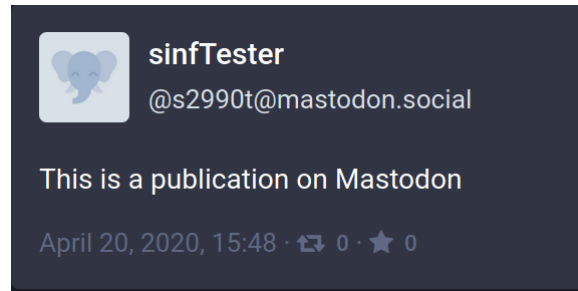 sinfTester
@s2990t@mastodon.social
This is a publication on Mastodon
April 20, 2020, 15:48 · 0 · 0